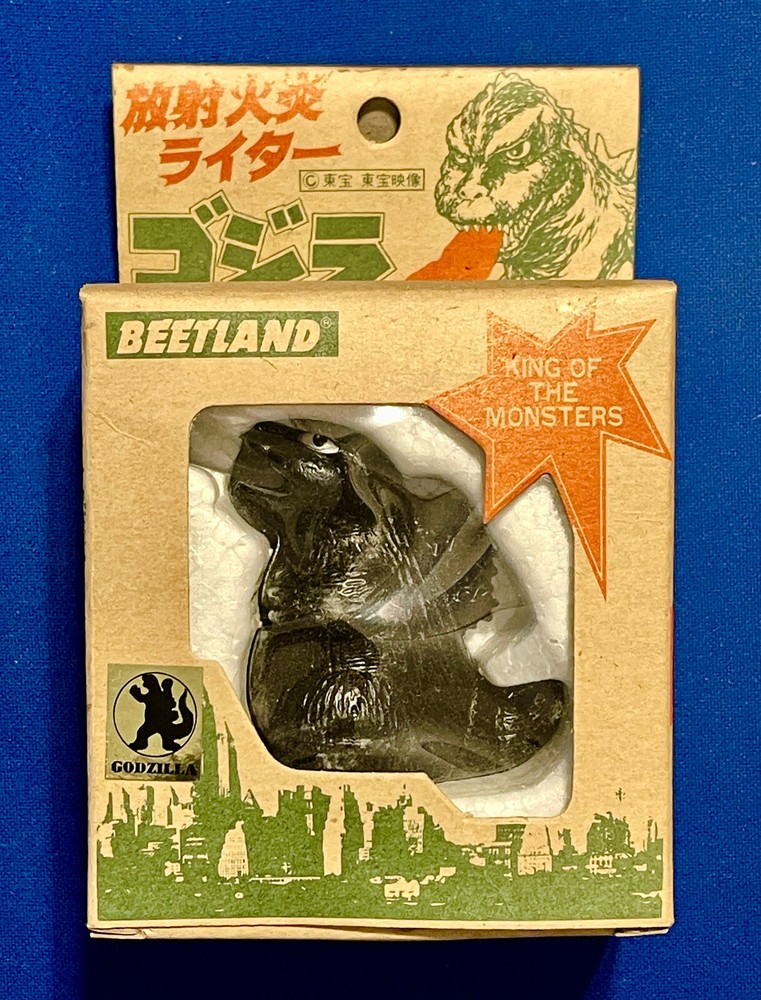 放射火炎
ライター
Ⓒ東宝 東宝映像
ゴジラ
BEETLAND®
KING OF
THE
MONSTERS
GODZILLA